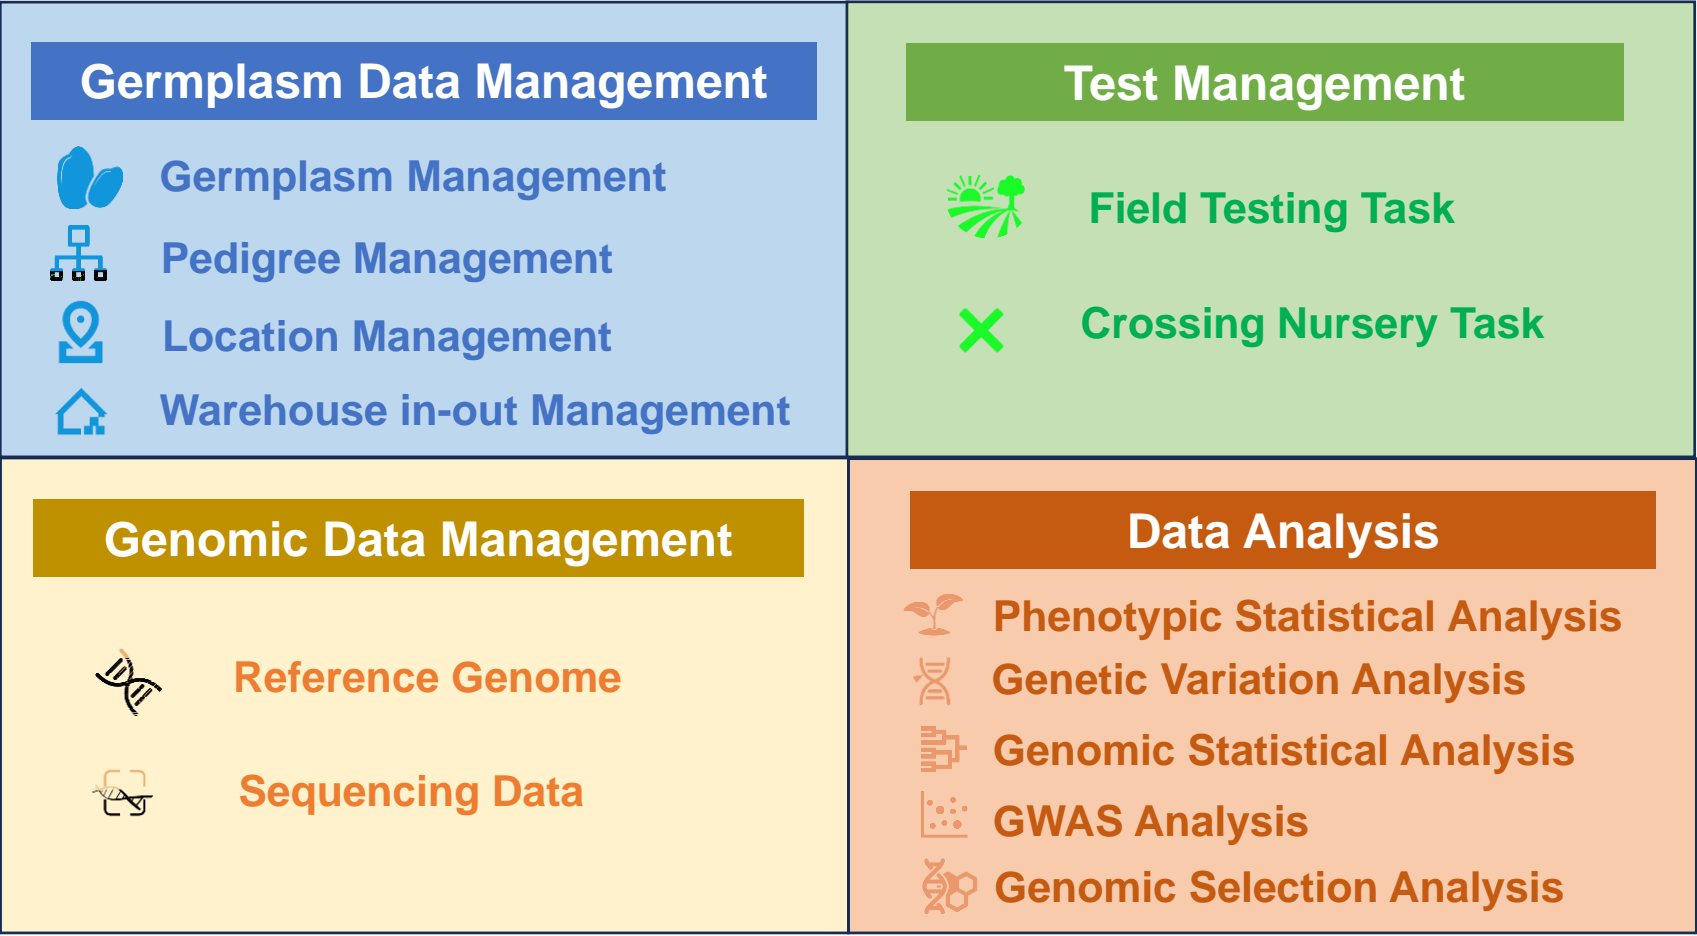 Germplasm Data Management
Germplasm Management
Pedigree Management
Location Management
Warehouse in-out Management
Test Management
Field Testing Task
Crossing Nursery Task
Genomic Data Management
Reference Genome
Sequencing Data
Data Analysis
Phenotypic Statistical Analysis
Genetic Variation Analysis
Genomic Statistical Analysis
GWAS Analysis
Genomic Selection Analysis